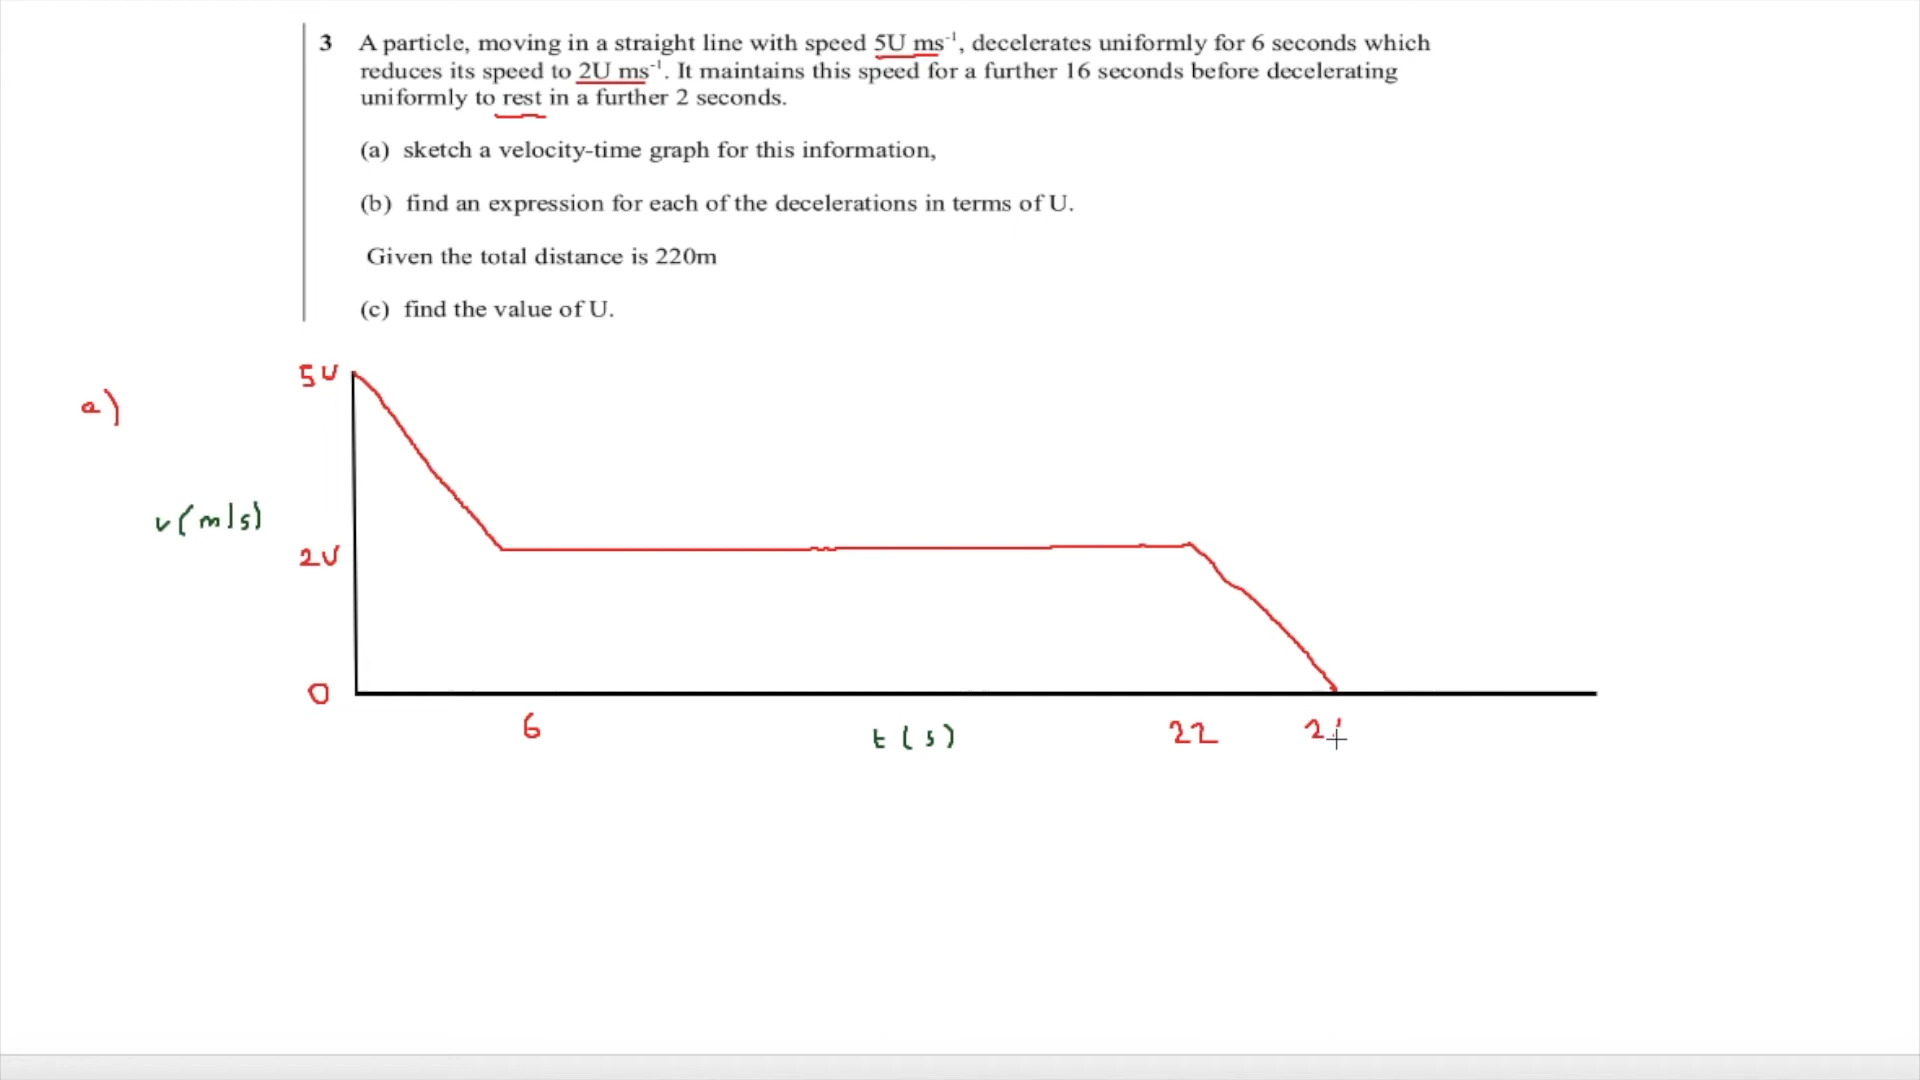 3 A particle, moving in a straight line with speed 5U ms⁻¹, decelerates uniformly for 6 seconds which
reduces its speed to 2U ms⁻¹. It maintains this speed for a further 16 seconds before decelerating
uniformly to rest in a further 2 seconds.
(a) sketch a velocity-time graph for this information,
(b) find an expression for each of the decelerations in terms of U.
Given the total distance is 220m
(c) find the value of U.
5U
a)
v(m/s)
2U
0
6 t(s) 22